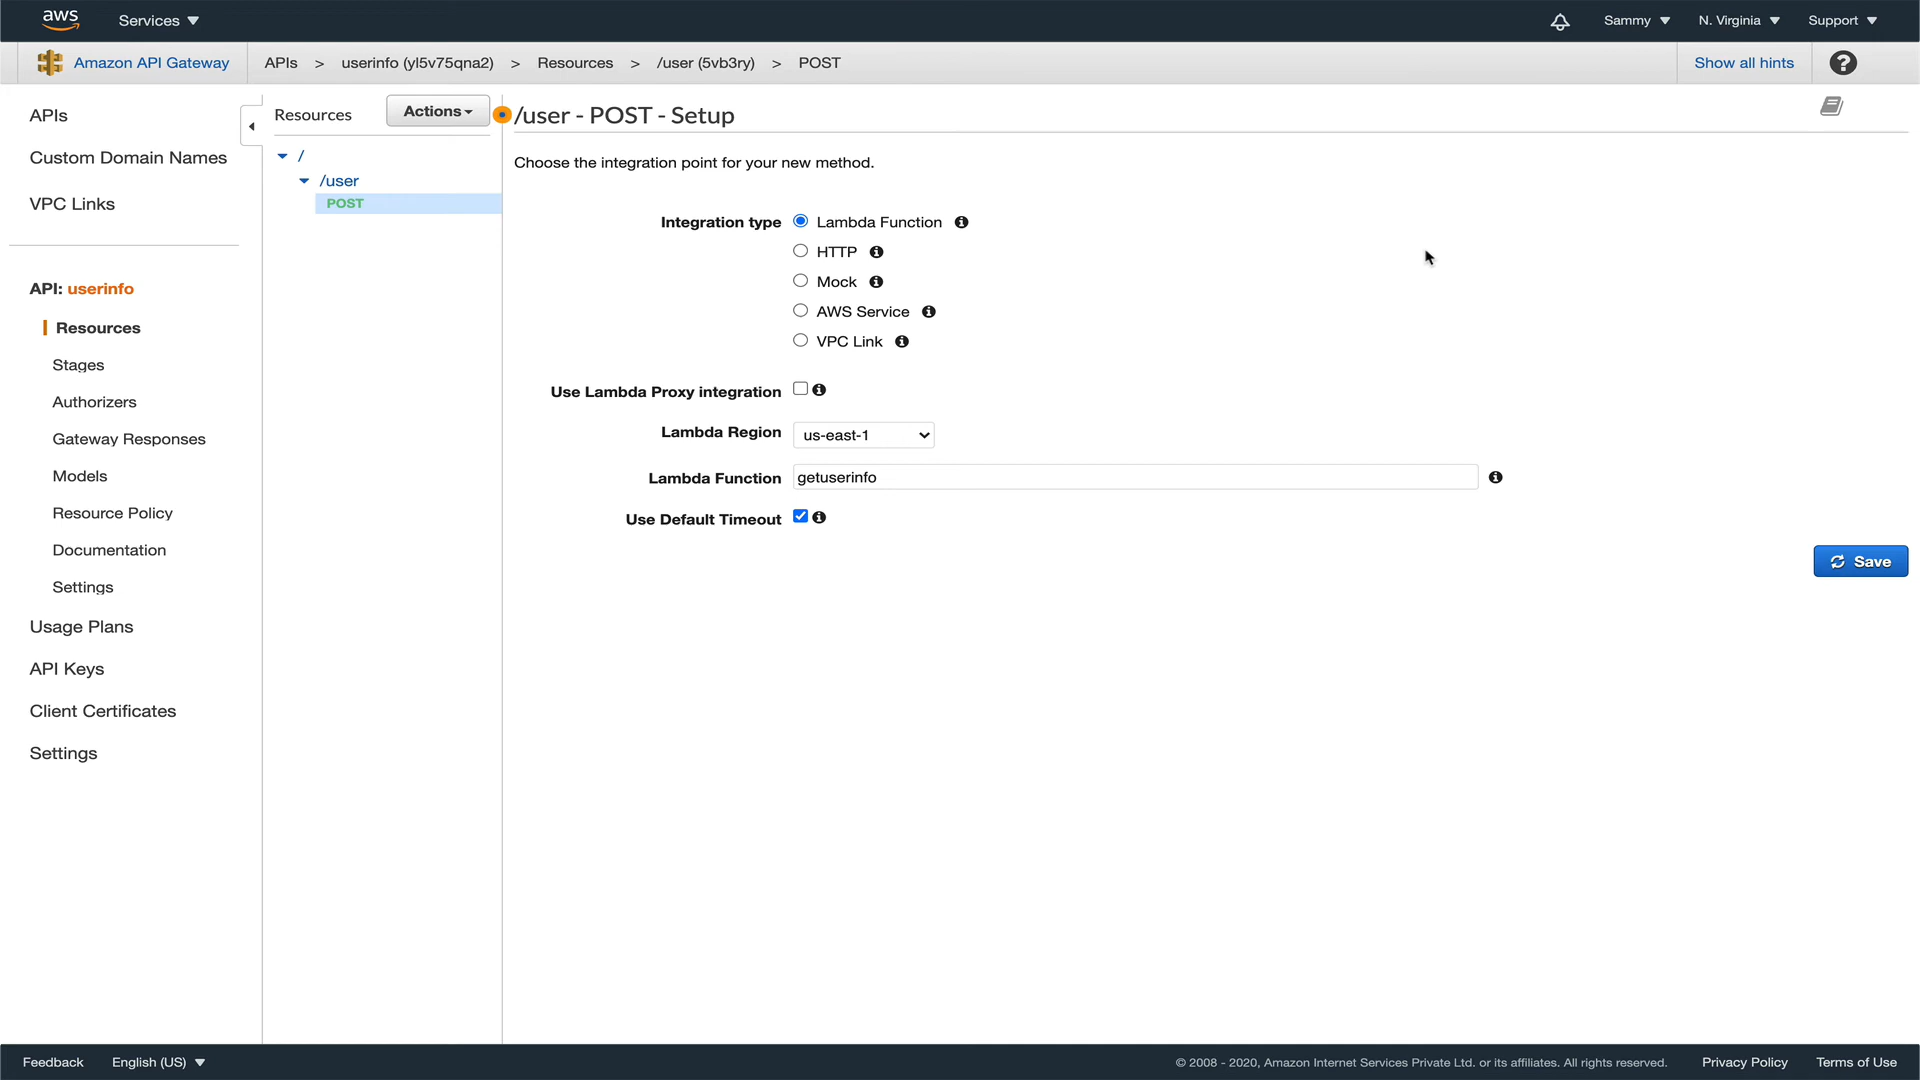 aws Services Sammy N. Virginia Support
Amazon API Gateway APIs > userinfo (yl5v75qna2) > Resources > /user (5vb3ry) > POST Show all hints ?
APIs
Custom Domain Names
VPC Links
API: userinfo
Resources
Stages
Authorizers
Gateway Responses
Models
Resource Policy
Documentation
Settings
Usage Plans
API Keys
Client Certificates
Settings
Resources Actions
/
/user
POST
/user - POST - Setup
Choose the integration point for your new method.
Integration type Lambda Function
HTTP
Mock
AWS Service
VPC Link
Use Lambda Proxy integration
Lambda Region us-east-1
Lambda Function getuserinfo
Use Default Timeout
Save
Feedback English (US) © 2008 - 2020, Amazon Internet Services Private Ltd. or its affiliates. All rights reserved. Privacy Policy Terms of Use